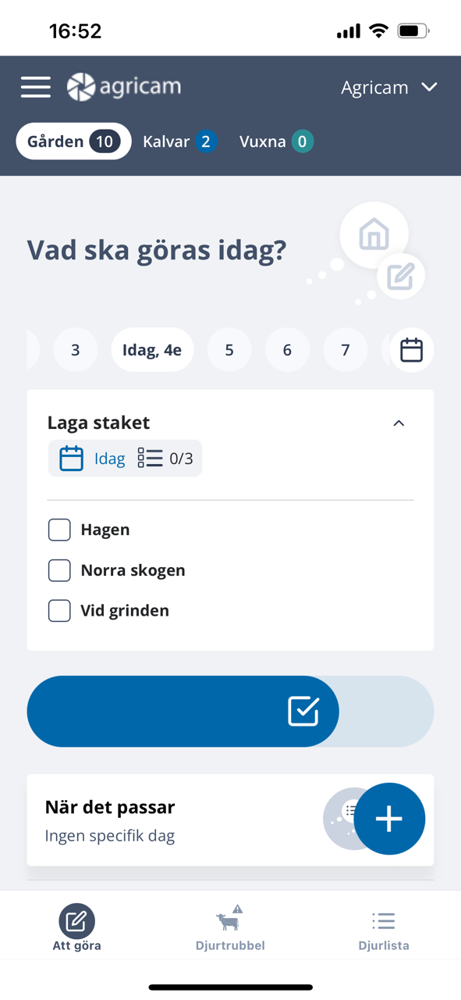 16:52
agricam
Agricam
Gården 10 Kalvar 2 Vuxna 0
Vad ska göras idag?
3 Idag, 4e 5 6 7
Laga staket
Idag 0/3
Hagen
Norra skogen
Vid grinden
När det passar
Ingen specifik dag
Att göra Djurtrubbel Djurlista